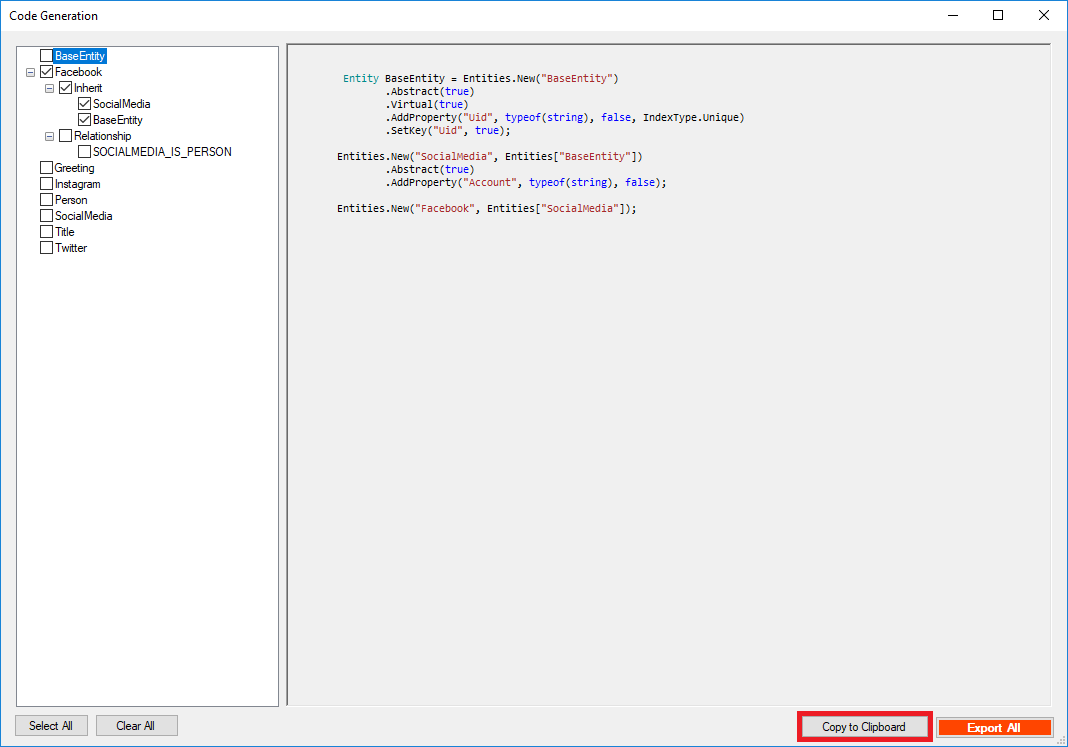 Code Generation
BaseEntity
Facebook
Inherit
SocialMedia
BaseEntity
Relationship
SOCIALMEDIA_IS_PERSON
Greeting
Instagram
Person
SocialMedia
Title
Twitter
Entity BaseEntity = Entities.New("BaseEntity")
.Abstract(true)
.Virtual(true)
.AddProperty("Uid", typeof(string), false, IndexType.Unique)
.SetKey("Uid", true);
Entities.New("SocialMedia", Entities["BaseEntity"])
.Abstract(true)
.AddProperty("Account", typeof(string), false);
Entities.New("Facebook", Entities["SocialMedia"]);
Select All
Clear All
Copy to Clipboard
Export All